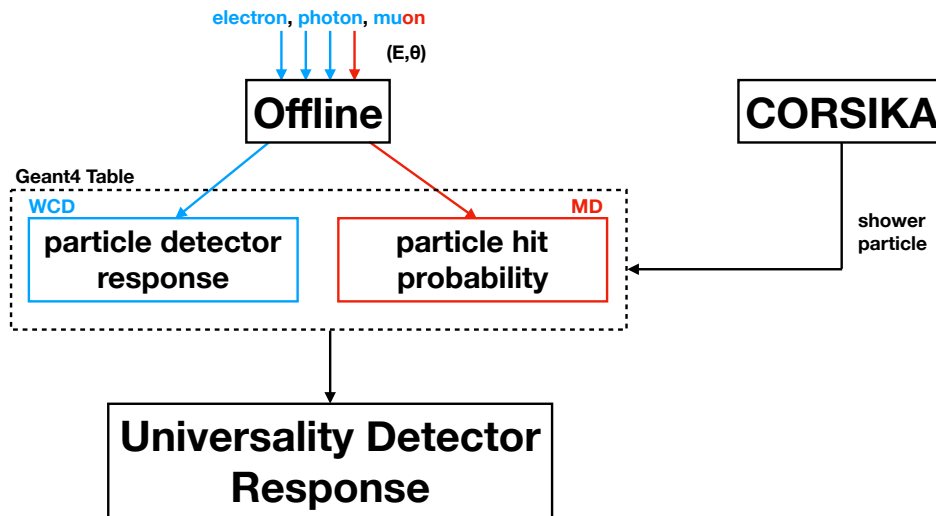 electron, photon, muon
(E,θ)
Offline
CORSIKA
Geant4 Table
WCD
MD
particle detector
response
particle hit
probability
shower
particle
Universality Detector
Response